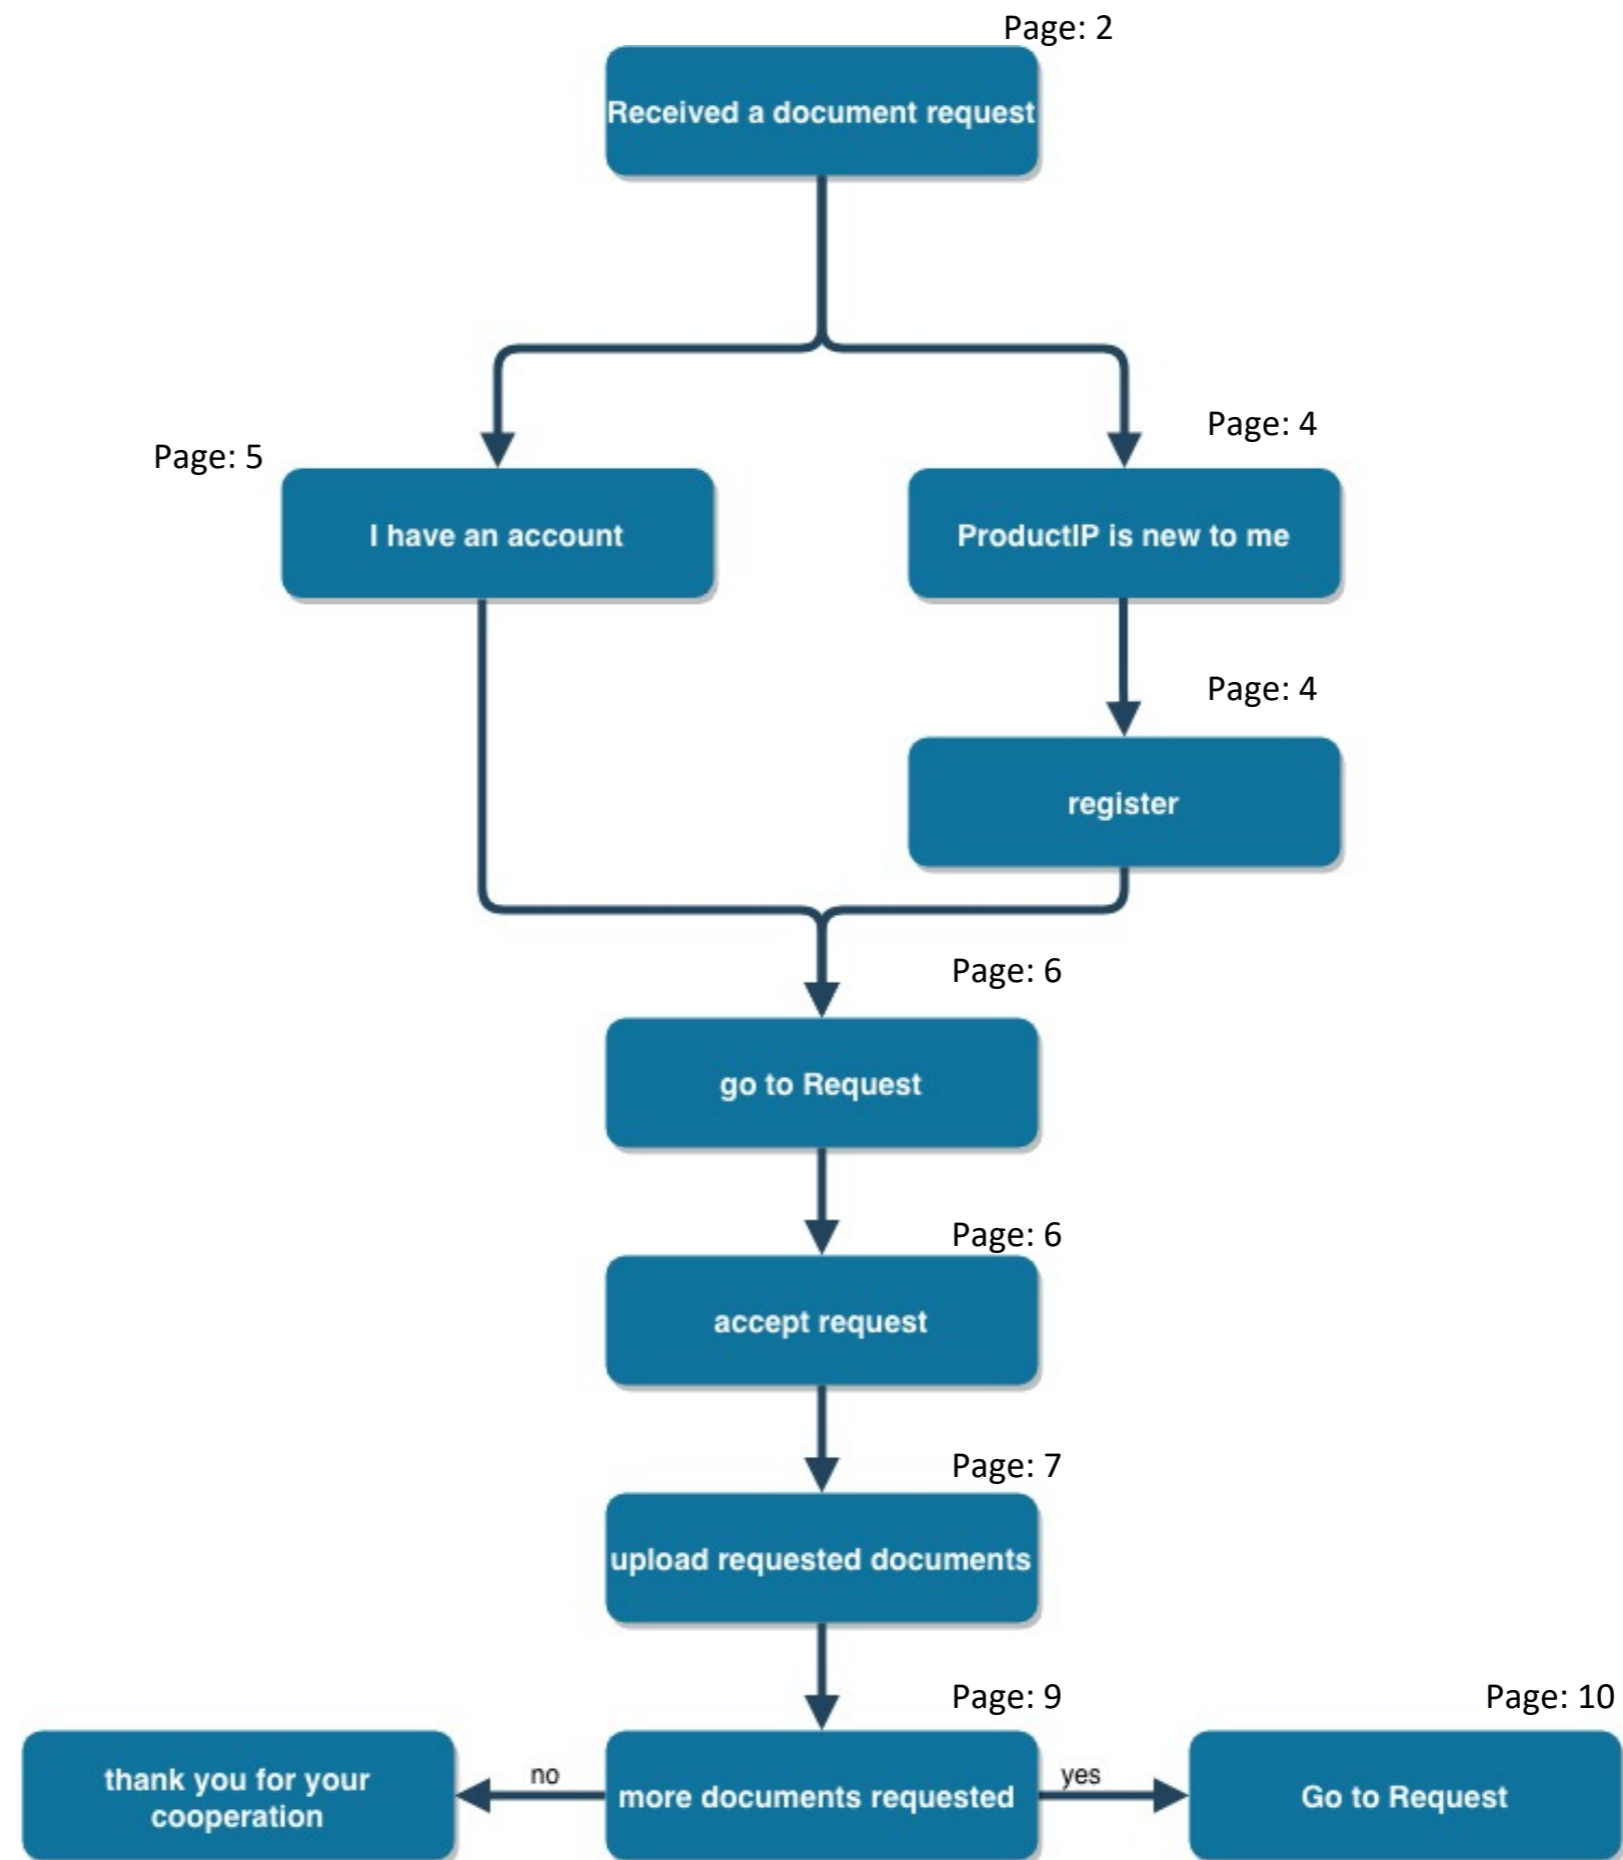 Page: 2
Received a document request
Page: 4
Page: 5
I have an account
ProductIP is new to me
Page: 4
register
Page: 6
go to Request
Page: 6
accept request
Page: 7
upload requested documents
Page: 9
Page: 10
thank you for your
cooperation
no
more documents requested
yes
Go to Request